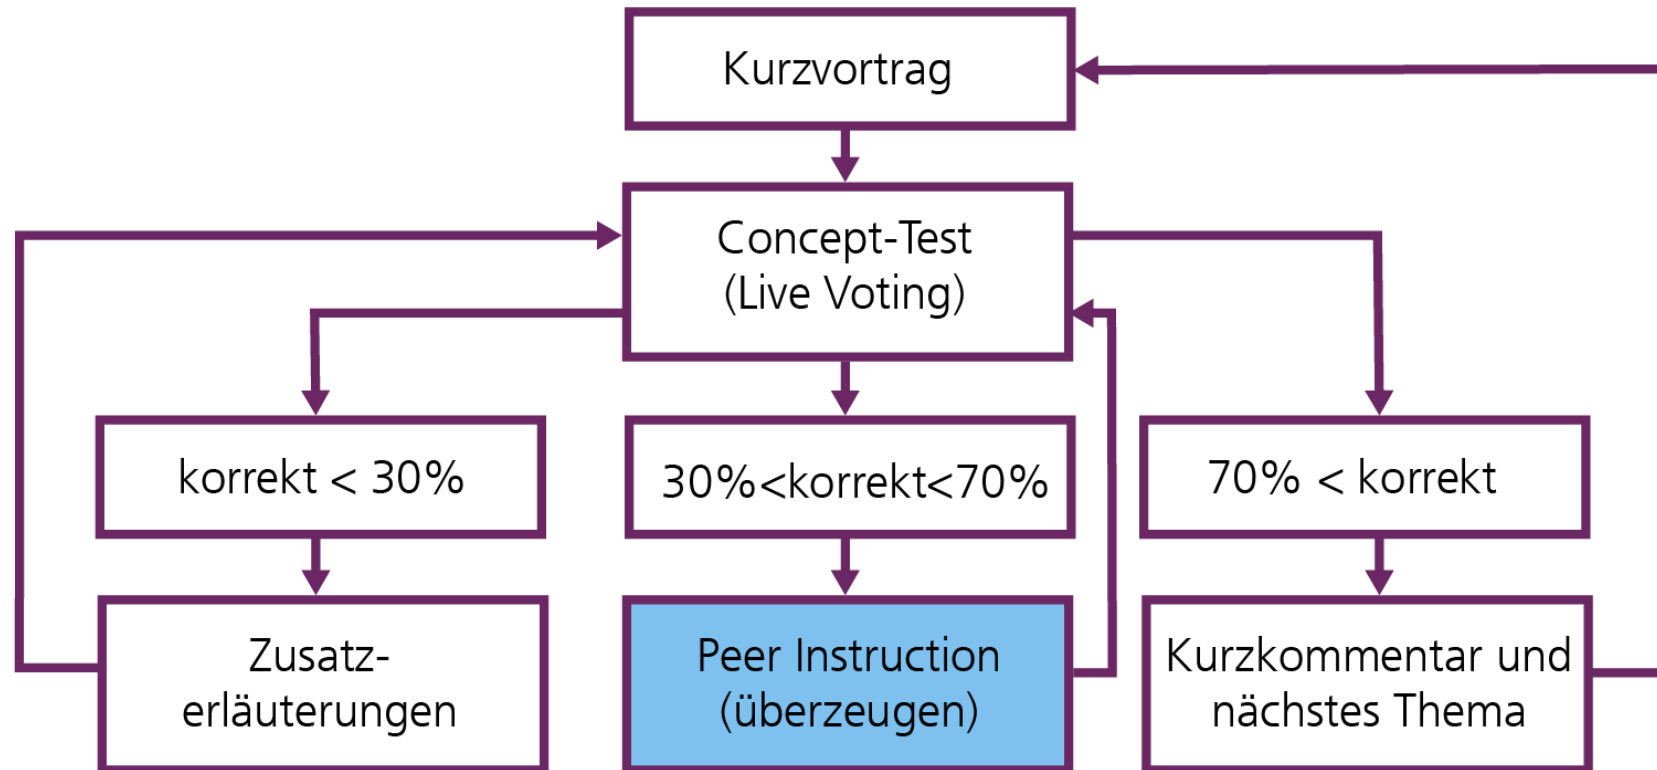 Kurzvortrag
Concept-Test
(Live Voting)
korrekt < 30%
30%<korrekt<70%
70% < korrekt
Zusatz-
erläuterungen
Peer Instruction
(überzeugen)
Kurzkommentar und
nächstes Thema